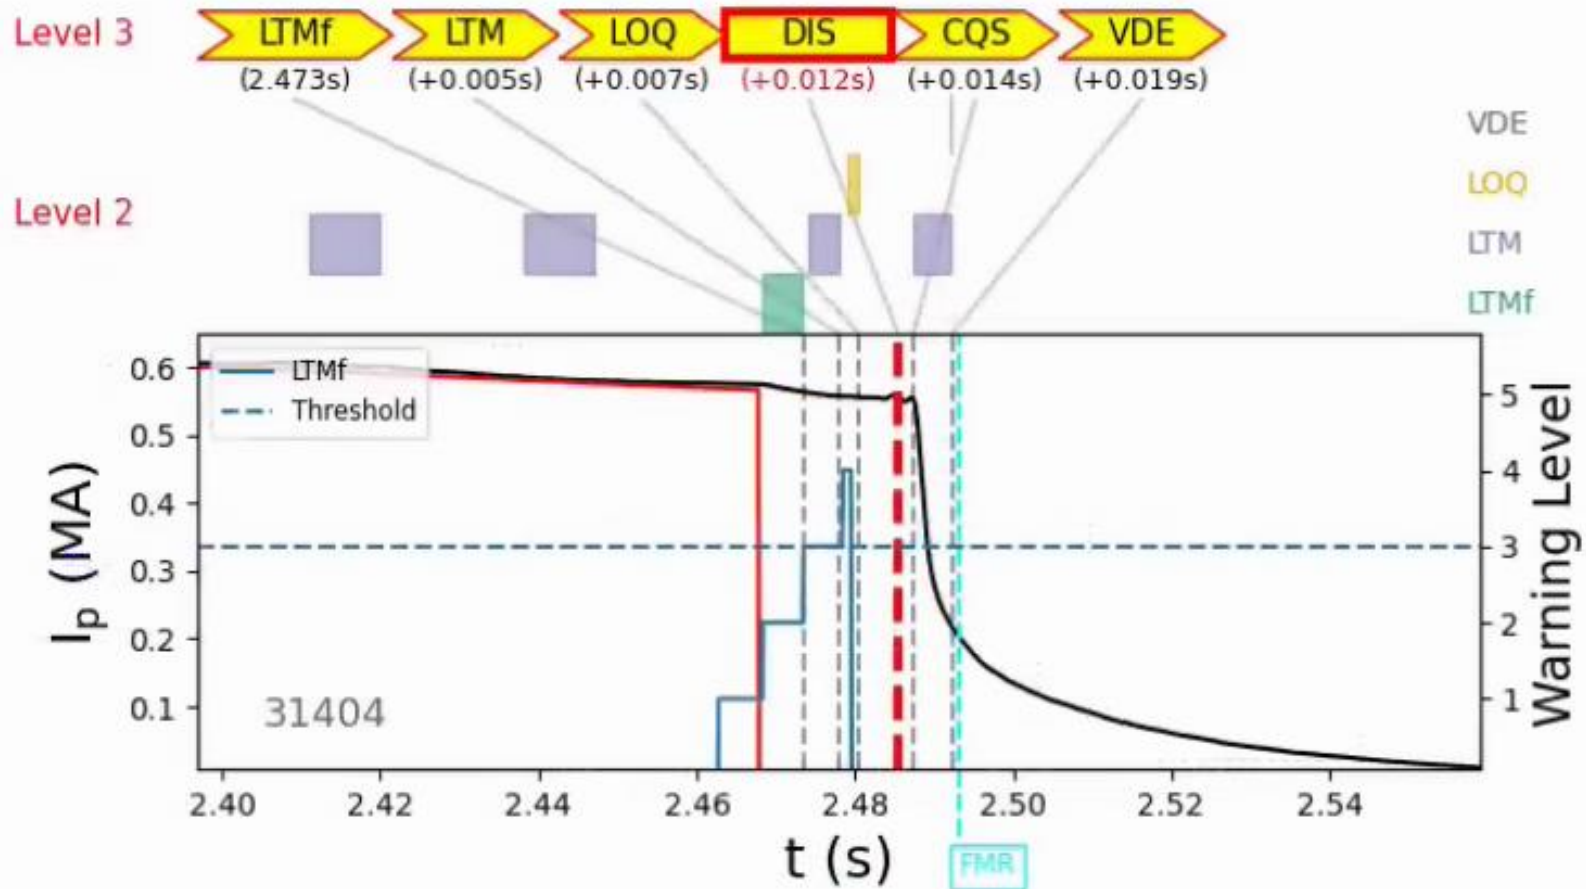 Level 3 LTMf LTM LOQ DIS CQS VDE
(2.473s) (+0.005s) (+0.007s) (+0.012s) (+0.014s) (+0.019s)
VDE
LOQ
Level 2
LTM
LTMf
LTMf
Threshold
0.6
0.5
0.4
0.3
0.2
0.1
Ip (MA)
5
4
3
2
1
Warning Level
31404
2.40 2.42 2.44 2.46 2.48 2.50 2.52 2.54
t (s)
FMR